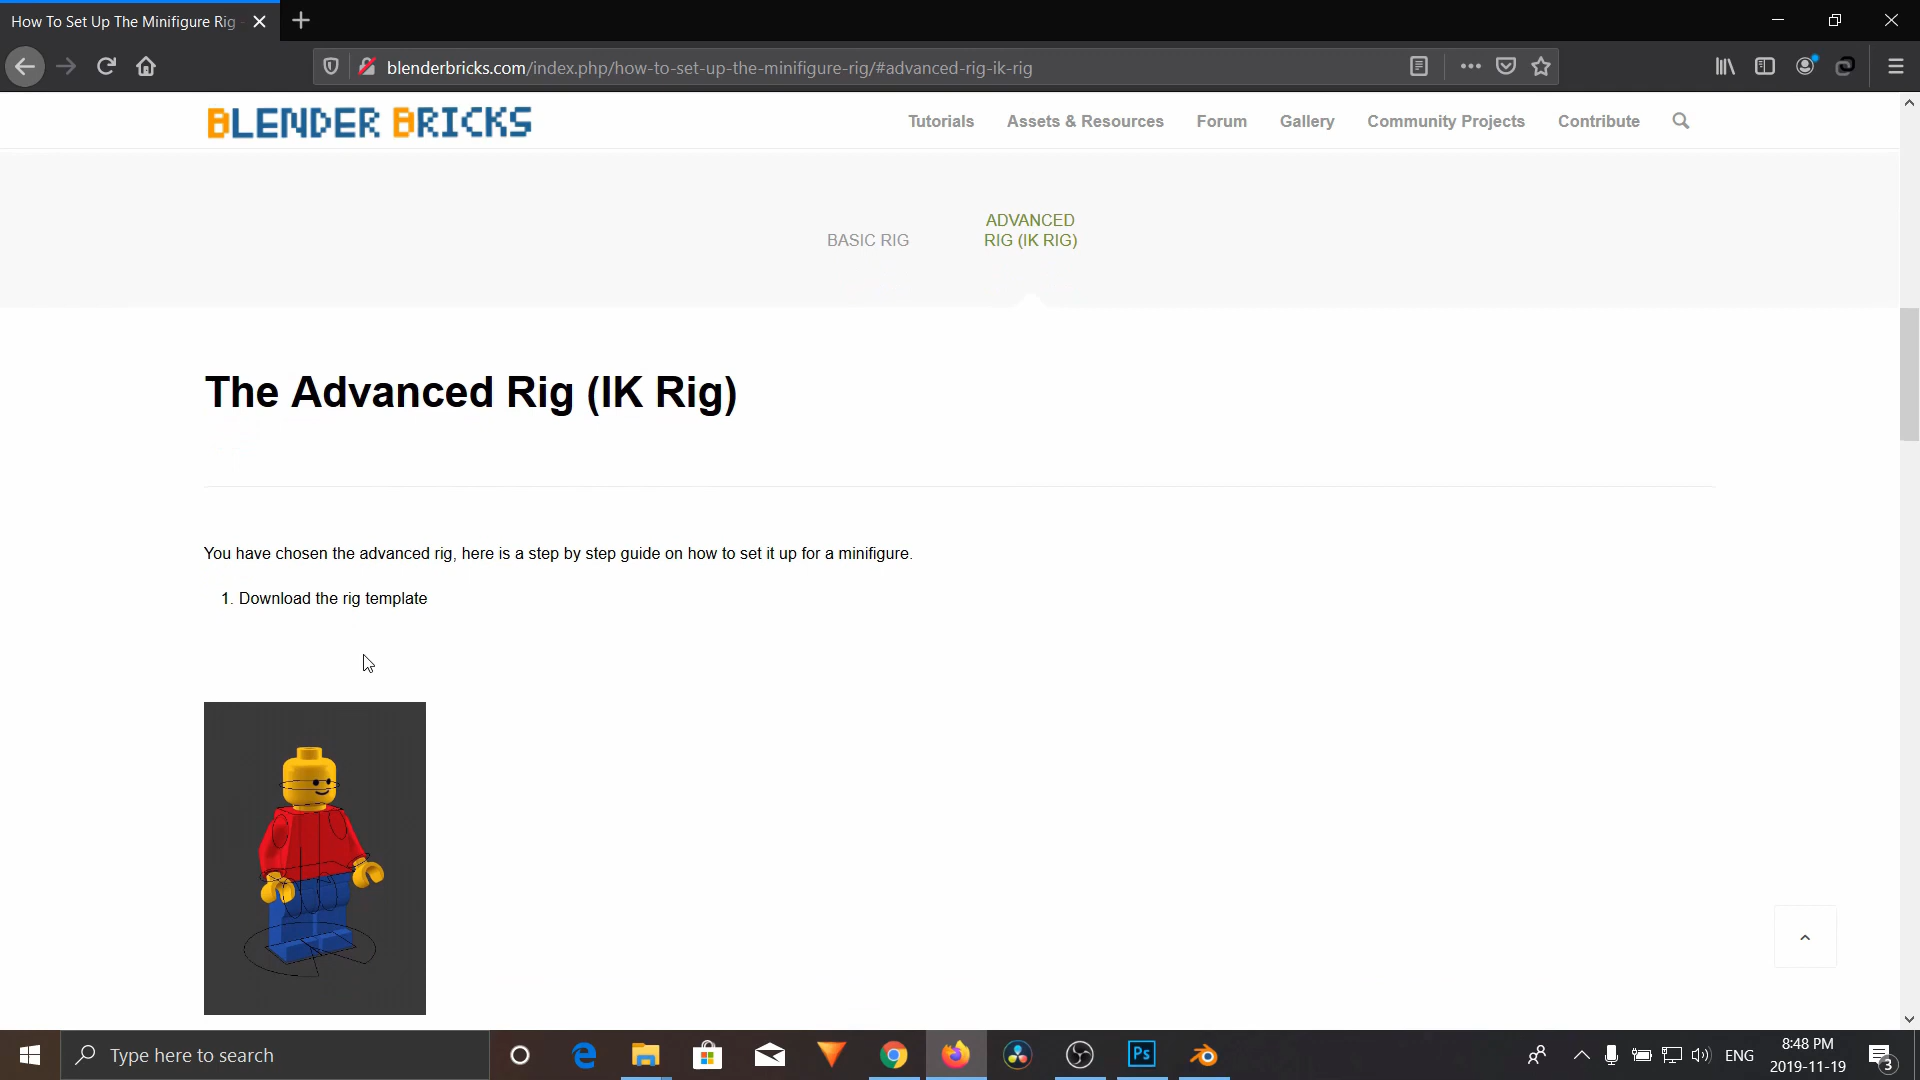 How To Set Up The Minifigure Rig
blenderbricks.com/index.php/how-to-set-up-the-minifigure-rig/#advanced-rig-ik-rig
BLENDER BRICKS
Tutorials
Assets & Resources
Forum
Gallery
Community Projects
Contribute
BASIC RIG
ADVANCED
RIG (IK RIG)
The Advanced Rig (IK Rig)
You have chosen the advanced rig, here is a step by step guide on how to set it up for a minifigure.
1. Download the rig template
Type here to search
Ps
ENG
8:48 PM
2019-11-19
3